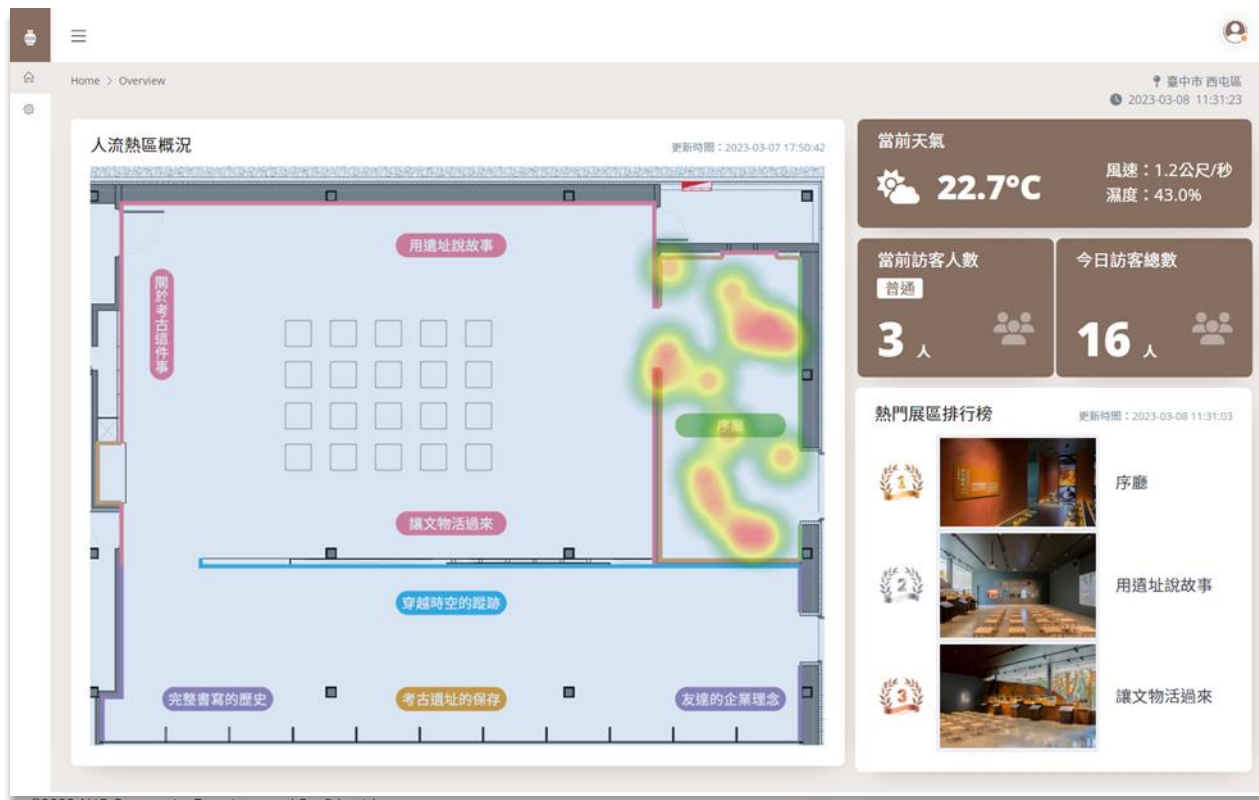 Home > Overview
臺中市 西屯區
2023-03-08 11:31:23
人流熱區概況
更新時間：2023-03-07 17:50:42
用遺址說故事
關於考古這件事
序廳
讓文物活過來
穿越時空的蹤跡
完整書寫的歷史
考古遺址的保存
友達的企業理念
當前天氣
22.7°C
風速：1.2公尺/秒
濕度：43.0%
當前訪客人數
普通
3 人
今日訪客總數
16 人
熱門展區排行榜
更新時間：2023-03-08 11:31:03
1
序廳
2
用遺址說故事
3
讓文物活過來